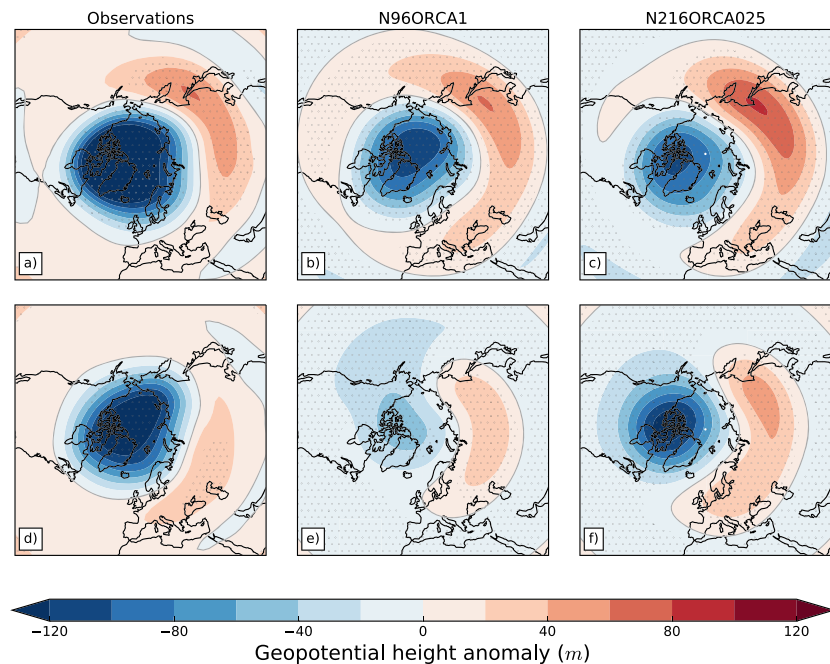 Observations N96ORCA1 N216ORCA025
a) b) c)
d) e) f)
−120 −80 −40 0 40 80 120
Geopotential height anomaly (m)